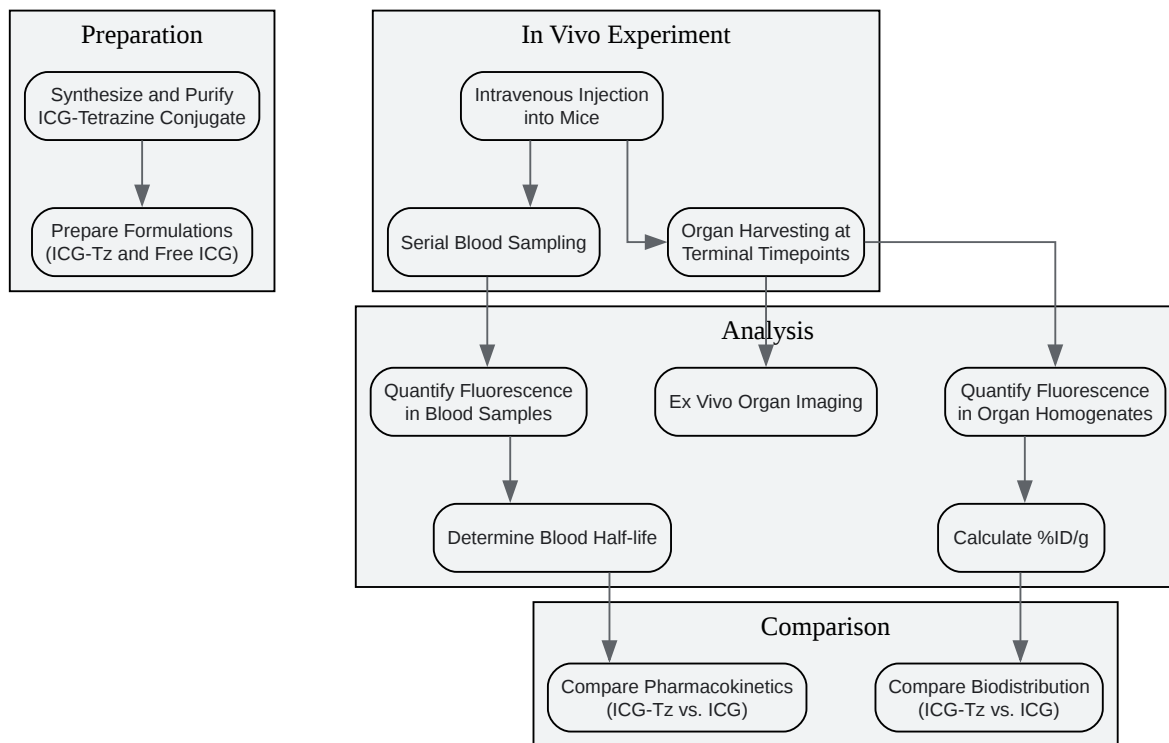 Preparation
Synthesize and Purify
ICG-Tetrazine Conjugate
Prepare Formulations
(ICG-Tz and Free ICG)
In Vivo Experiment
Intravenous Injection
into Mice
Serial Blood Sampling
Organ Harvesting at
Terminal Timepoints
Analysis
Quantify Fluorescence
in Blood Samples
Ex Vivo Organ Imaging
Quantify Fluorescence
in Organ Homogenates
Determine Blood Half-life
Calculate %ID/g
Comparison
Compare Pharmacokinetics
(ICG-Tz vs. ICG)
Compare Biodistribution
(ICG-Tz vs. ICG)